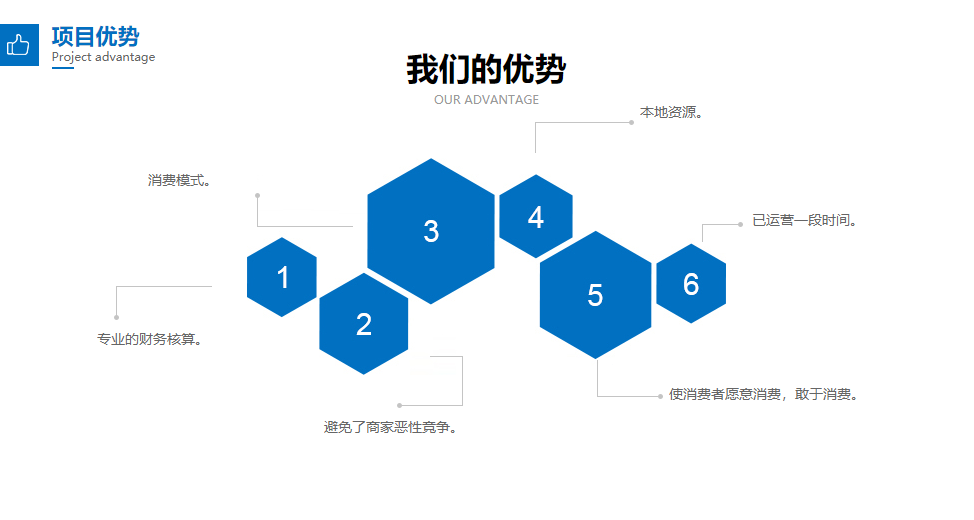 项目优势
Project advantage
我们的优势
OUR ADVANTAGE
本地资源。
消费模式。
3
4
已运营一段时间。
1
2
5
6
专业的财务核算。
使消费者愿意消费，敢于消费。
避免了商家恶性竞争。